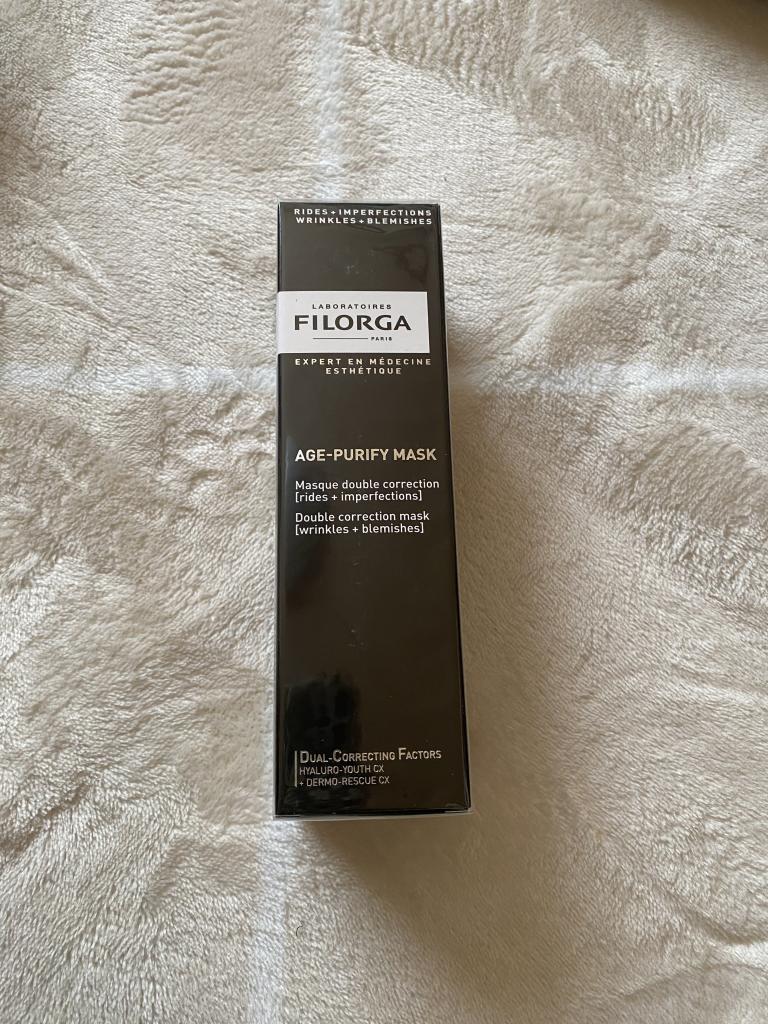 RIDES + IMPERFECTIONS
WRINKLES + BLEMISHES
LABORATOIRES
FILORGA
PARIS
EXPERT EN MÉDECINE
ESTHÉTIQUE
AGE-PURIFY MASK
Masque double correction
[rides + imperfections]
Double correction mask
[wrinkles + blemishes]
DUAL-CORRECTING FACTORS
HYALURO-YOUTH CX
+ DERMO-RESCUE CX